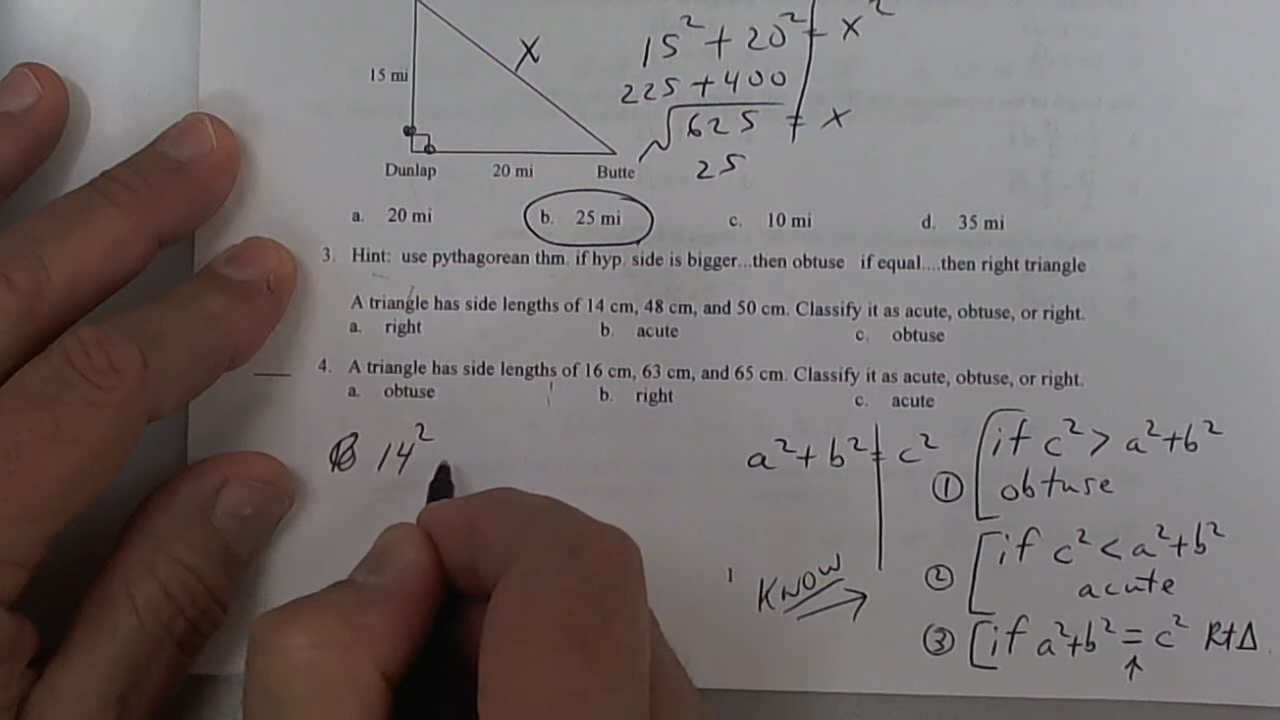 15 mi
x
15² + 20² = x²
225 + 400
√625 = x
25
Dunlap 20 mi Butte
a. 20 mi b. 25 mi c. 10 mi d. 35 mi
3. Hint: use pythagorean thm. if hyp. side is bigger...then obtuse if equal....then right triangle
A triangle has side lengths of 14 cm, 48 cm, and 50 cm. Classify it as acute, obtuse, or right.
a. right b. acute c. obtuse
4. A triangle has side lengths of 16 cm, 63 cm, and 65 cm. Classify it as acute, obtuse, or right.
a. obtuse b. right c. acute
14²
a² + b² = c²
① if c² > a² + b²
obtuse
② if c² < a² + b²
acute
1
KNOW
③ if a² + b² = c² Rt Δ